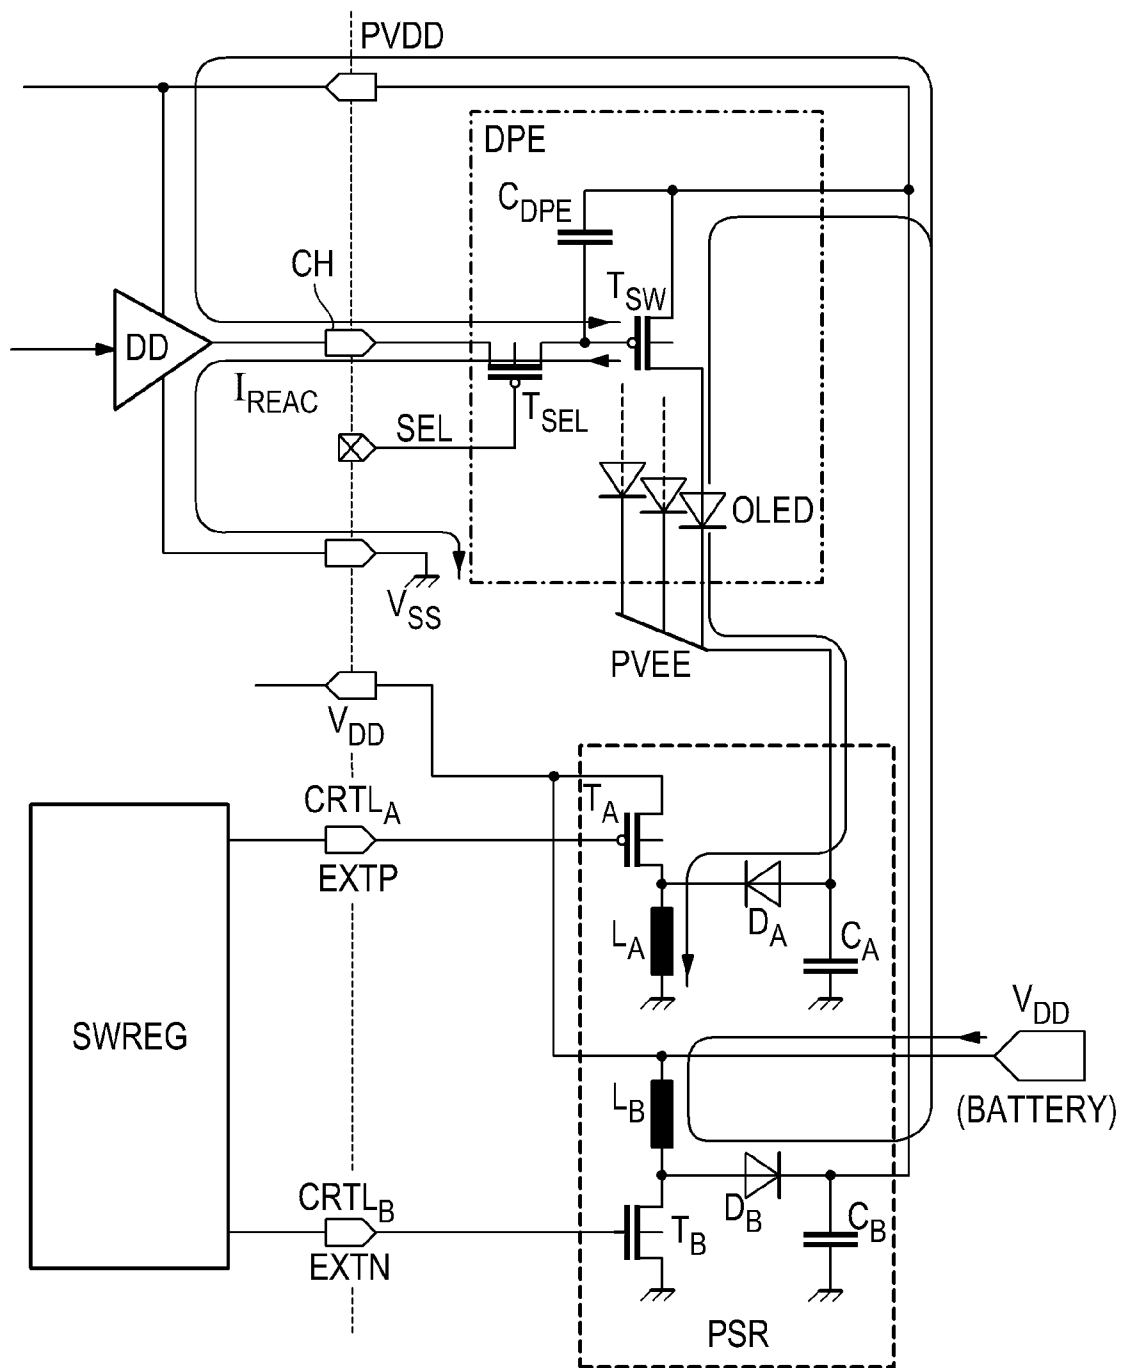 PVDD
DPE
CDPE
CH
TSW
DD
IREAC
TSEL
SEL
OLED
VSS
PVEE
VDD
CRTLA
TA
EXTP
DA
LA
CA
SWREG
VDD
LB
(BATTERY)
CRTLB
DB
CB
TB
EXTN
PSR